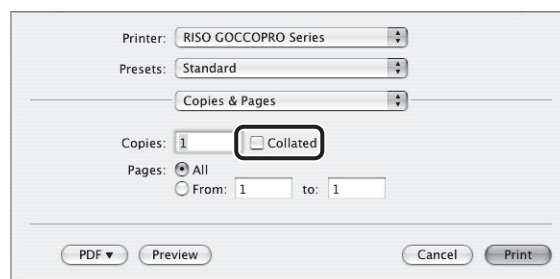 Printer: RISO GOCCOPRO Series
Presets: Standard
Copies & Pages
Copies: 1 Collated
Pages: All
From: 1 to: 1
PDF ▼ Preview Cancel Print